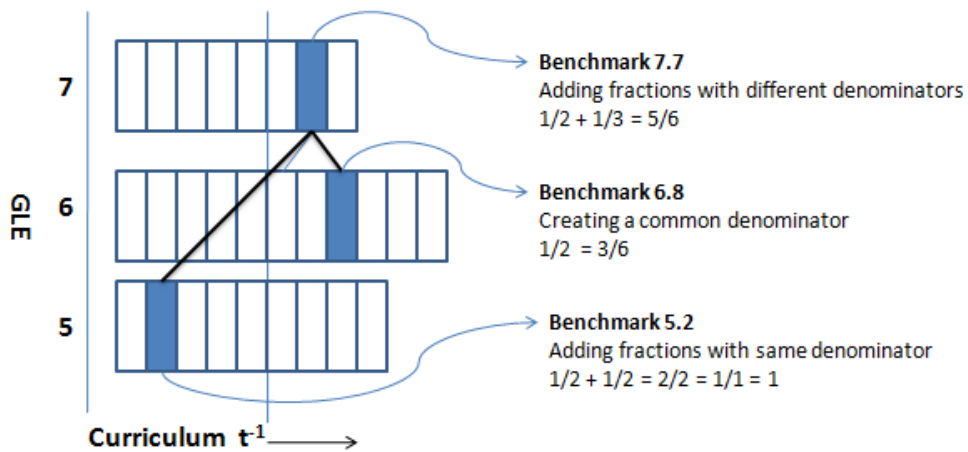 7
Benchmark 7.7
Adding fractions with different denominators
1/2 + 1/3 = 5/6
GLE
6
Benchmark 6.8
Creating a common denominator
1/2 = 3/6
5
Benchmark 5.2
Adding fractions with same denominator
1/2 + 1/2 = 2/2 = 1/1 = 1
Curriculum t⁻¹